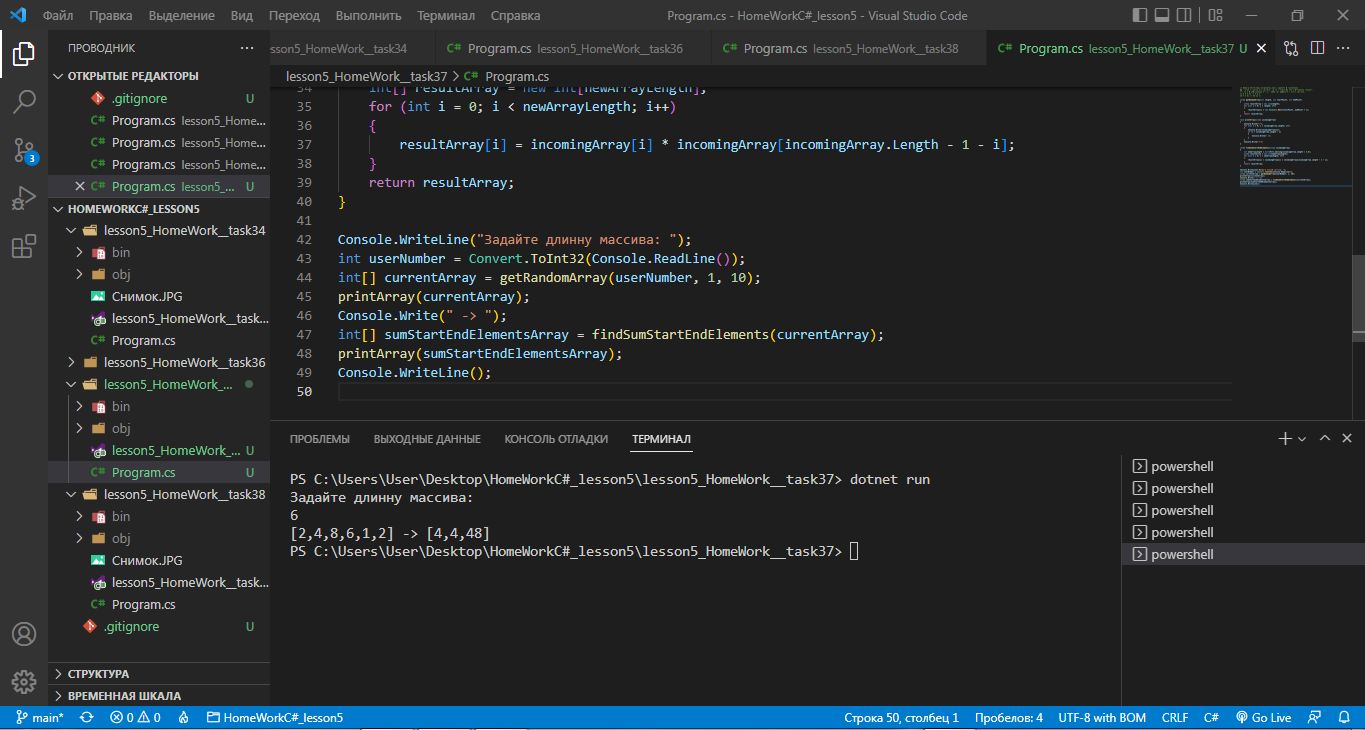 Файл Правка Выделение Вид Переход Выполнить Терминал Справка Program.cs - HomeWorkC#_lesson5 - Visual Studio Code
ПРОВОДНИК
ОТКРЫТЫЕ РЕДАКТОРЫ
.gitignore U
C# Program.cs lesson5_Home...
C# Program.cs lesson5_Home...
C# Program.cs lesson5_Home...
C# Program.cs lesson5_... U
HOMEWORKC#_LESSON5
lesson5_HomeWork__task34
bin
obj
Снимок.JPG
lesson5_HomeWork__task...
C# Program.cs
lesson5_HomeWork__task36
lesson5_HomeWork_...
bin
obj
lesson5_HomeWork_... U
C# Program.cs U
lesson5_HomeWork__task38
bin
obj
Снимок.JPG
lesson5_HomeWork__task...
C# Program.cs
.gitignore U
СТРУКТУРА
ВРЕМЕННАЯ ШКАЛА
3
sson5_HomeWork__task34 C# Program.cs lesson5_HomeWork__task36 C# Program.cs lesson5_HomeWork__task38 C# Program.cs lesson5_HomeWork__task37 U
lesson5_HomeWork__task37 > C# Program.cs
34 int[] resultArray = new int[newArrayLength];
35 for (int i = 0; i < newArrayLength; i++)
36 {
37 resultArray[i] = incomingArray[i] * incomingArray[incomingArray.Length - 1 - i];
38 }
39 return resultArray;
40 }
41
42 Console.WriteLine("Задайте длинну массива: ");
43 int userNumber = Convert.ToInt32(Console.ReadLine());
44 int[] currentArray = getRandomArray(userNumber, 1, 10);
45 printArray(currentArray);
46 Console.Write(" -> ");
47 int[] sumStartEndElementsArray = findSumStartEndElements(currentArray);
48 printArray(sumStartEndElementsArray);
49 Console.WriteLine();
50
ПРОБЛЕМЫ ВЫХОДНЫЕ ДАННЫЕ КОНСОЛЬ ОТЛАДКИ ТЕРМИНАЛ
PS C:\Users\User\Desktop\HomeWorkC#_lesson5\lesson5_HomeWork__task37> dotnet run
Задайте длинну массива:
6
[2,4,8,6,1,2] -> [4,4,48]
PS C:\Users\User\Desktop\HomeWorkC#_lesson5\lesson5_HomeWork__task37>
powershell
powershell
powershell
powershell
powershell
main* 0 0 HomeWorkC#_lesson5 Строка 50, столбец 1 Пробелов: 4 UTF-8 with BOM CRLF C# Go Live